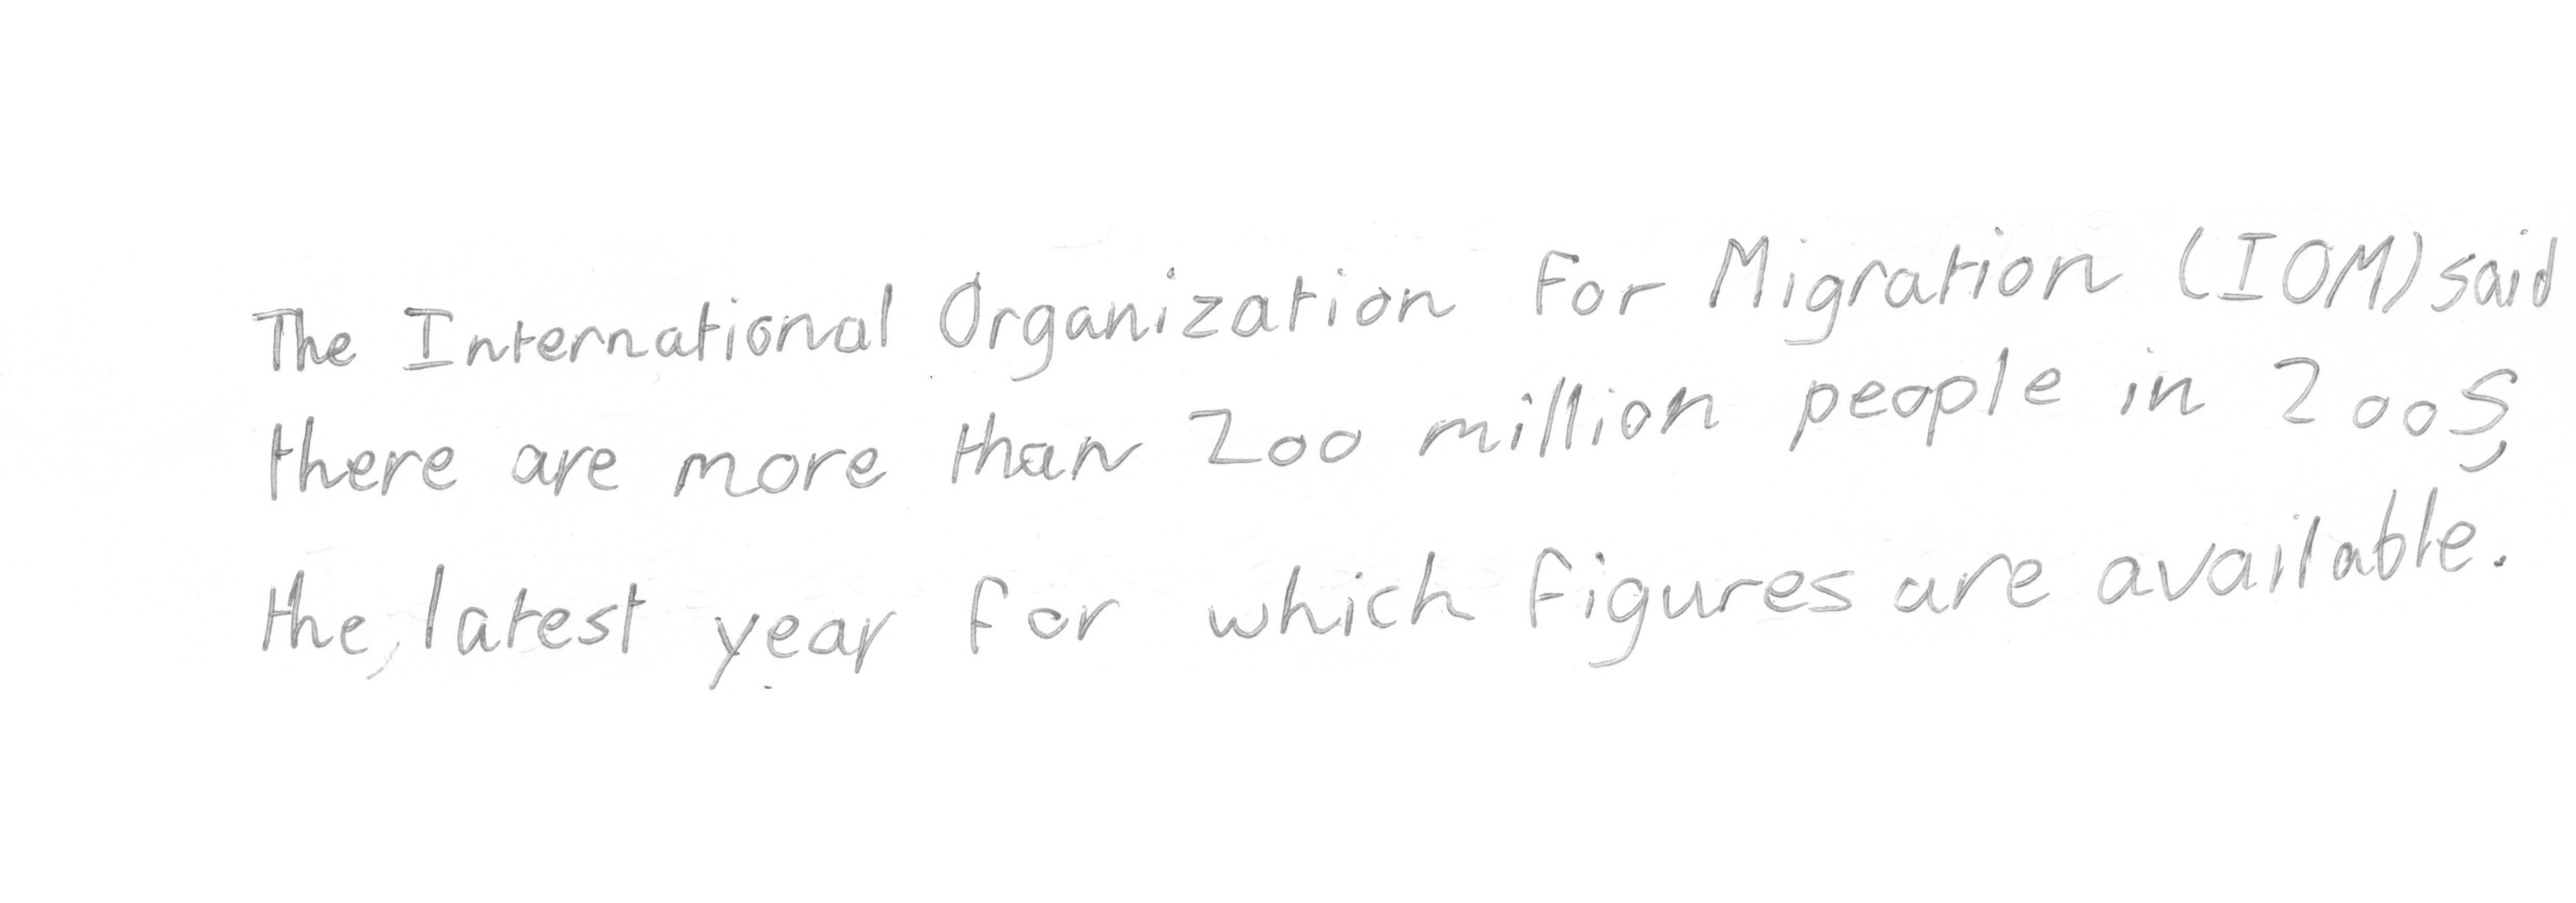 The International Organization For Migration (IOM) said
there are more than 200 million people in 2005,
the, latest year for which figures are available.